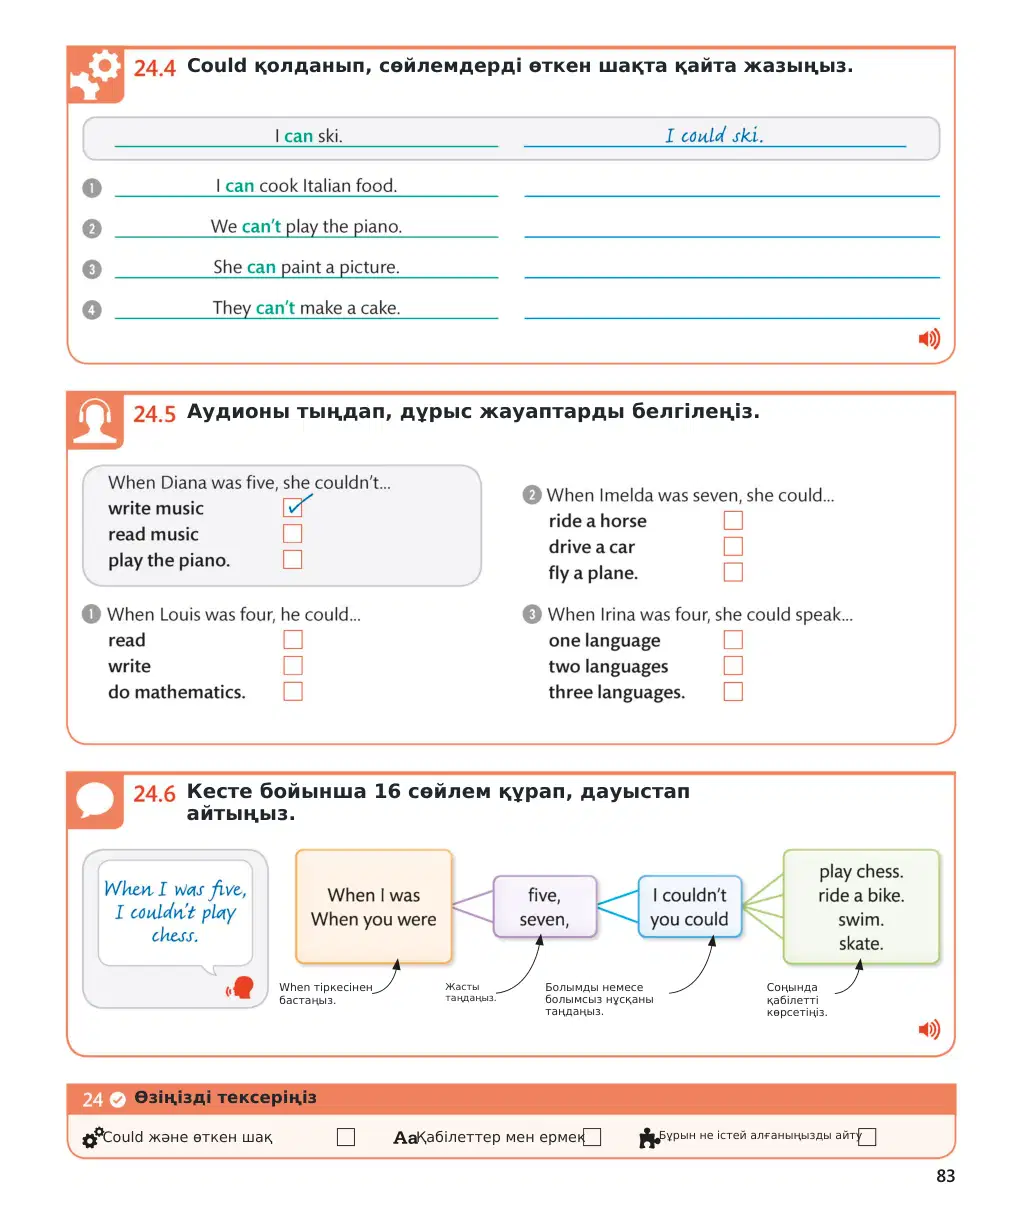 24.4 Could қолданып, сөйлемдерді өткен шақта қайта жазыңыз.
I can ski. I could ski.
1 I can cook Italian food.
2 We can't play the piano.
3 She can paint a picture.
4 They can't make a cake.
24.5 Аудионы тыңдап, дұрыс жауаптарды белгілеңіз.
When Diana was five, she couldn't...
write music
read music
play the piano.
1 When Louis was four, he could...
read
write
do mathematics.
2 When Imelda was seven, she could...
ride a horse
drive a car
fly a plane.
3 When Irina was four, she could speak...
one language
two languages
three languages.
24.6 Кесте бойынша 16 сөйлем құрап, дауыстап
айтыңыз.
When I was five,
I couldn't play
chess.
When I was
When you were
five,
seven,
I couldn't
you could
play chess.
ride a bike.
swim.
skate.
When тіркесінен
бастаңыз.
Жасты
таңдаңыз.
Болымды немесе
болымсыз нұсқаны
таңдаңыз.
Соңында
қабілетті
көрсетіңіз.
24 Өзіңізді тексеріңіз
Could және өткен шақ Aa Қабілеттер мен ермек Бұрын не істей алғаныңызды айту
83